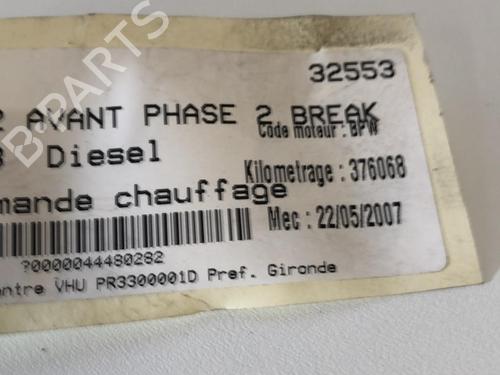 B-PARTS
32553
AVANT PHASE 2 BREAK
Code moteur : BPW
Diesel
Kilometrage : 376068
mande chauffage
Mec : 22/05/2007
?0000044480282
ntre VHU PR3300001D Pref. Gironde